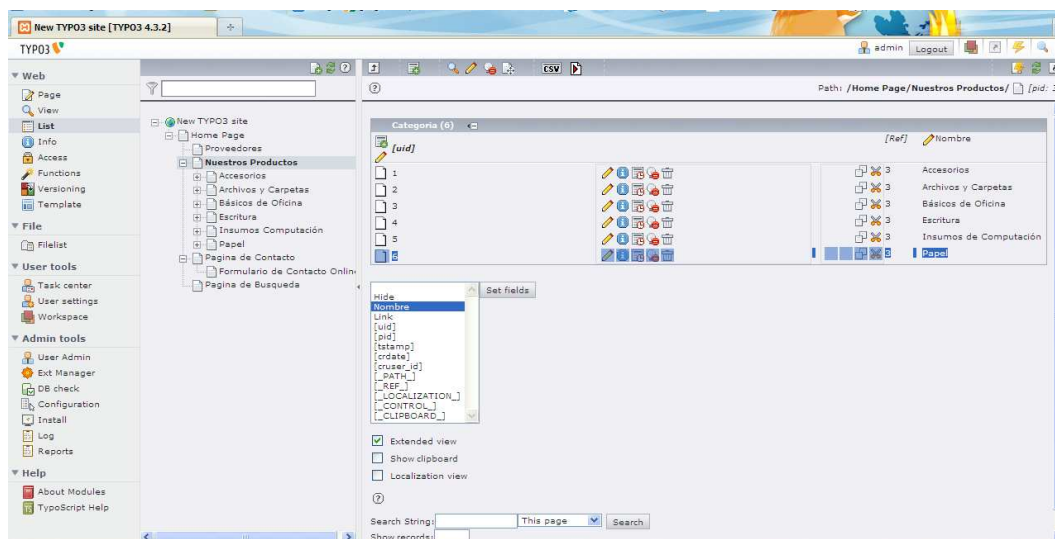 New TYPO3 site [TYPO3 4.3.2]
TYPO3
admin Logout
Web
Page
View
List
Info
Access
Functions
Versioning
Template
File
Filelist
User tools
Task center
User settings
Workspace
Admin tools
User Admin
Ext Manager
DB check
Configuration
Install
Log
Reports
Help
About Modules
TypoScript Help
New TYPO3 site
Home Page
Proveedores
Nuestros Productos
Accesorios
Archivos y Carpetas
Básicos de Oficina
Escritura
Insumos Computación
Papel
Pagina de Contacto
Formulario de Contacto Onlin
Pagina de Busqueda
CSV
Path: /Home Page/Nuestros Productos/ [pid:
Categoria (6)
[uid] [Ref] Nombre
1 3 Accesorios
2 3 Archivos y Carpetas
3 3 Básicos de Oficina
4 3 Escritura
5 3 Insumos de Computación
6 3 Papel
Hide
Nombre
Link
[uid]
[pid]
[tstamp]
[crdate]
[cruser_id]
[_PATH_]
[_REF_]
[_LOCALIZATION_]
[_CONTROL_]
[_CLIPBOARD_]
Set fields
Extended view
Show clipboard
Localization view
Search String: This page Search
Show records: